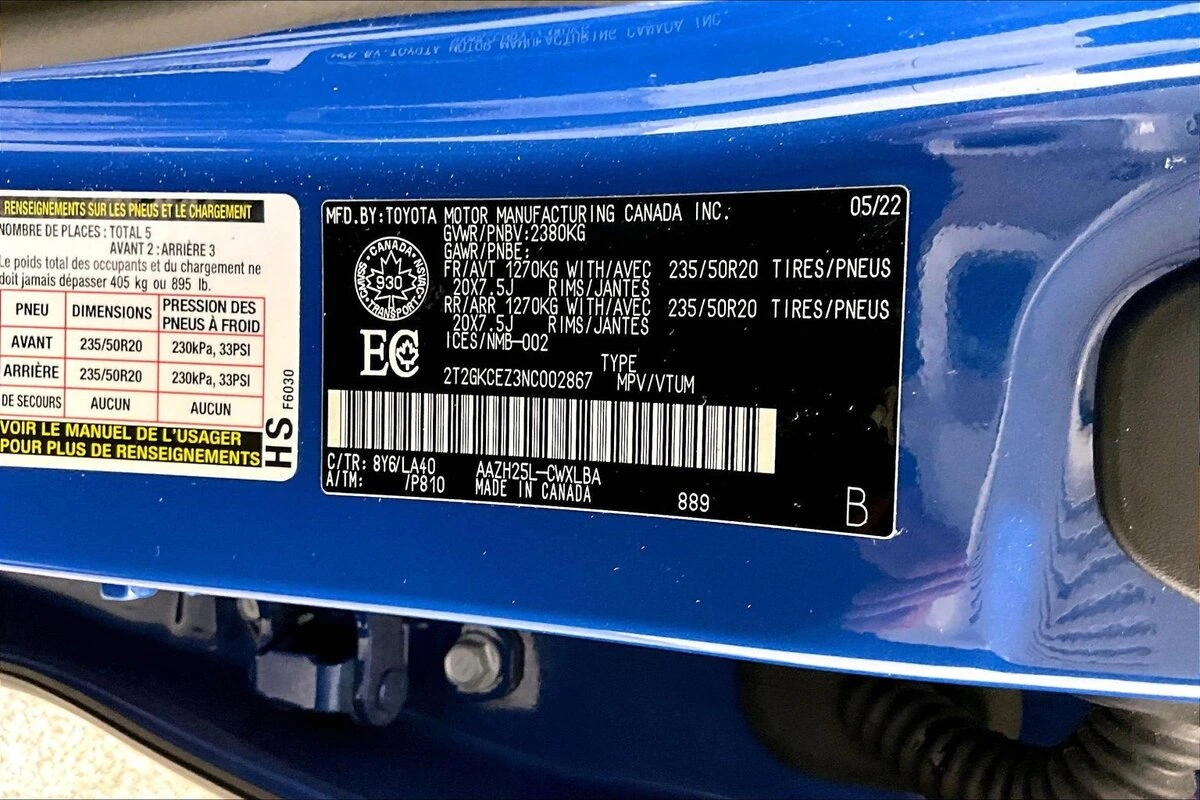 RENSEIGNEMENTS SUR LES PNEUS ET LE CHARGEMENT
NOMBRE DE PLACES : TOTAL 5
AVANT 2 : ARRIÈRE 3
Le poids total des occupants et du chargement ne
doit jamais dépasser 405 kg ou 895 lb.
PNEU DIMENSIONS PRESSION DES PNEUS À FROID
AVANT 235/50R20 230kPa, 33PSI
ARRIÈRE 235/50R20 230kPa, 33PSI
DE SECOURS AUCUN AUCUN
VOIR LE MANUEL DE L'USAGER
POUR PLUS DE RENSEIGNEMENTS
HS F6030
MFD.BY:TOYOTA MOTOR MANUFACTURING CANADA INC. 05/22
GVWR/PNBV:2380KG
GAWR/PNBE:
FR/AVT 1270KG WITH/AVEC 235/50R20 TIRES/PNEUS
20X7.5J RIMS/JANTES
RR/ARR 1270KG WITH/AVEC 235/50R20 TIRES/PNEUS
20X7.5J RIMS/JANTES
ICES/NMB-002
CANADA
930
TRANSPORT
EC
TYPE
2T2GKCEZ3NC002867 MPV/VTUM
C/TR: 8Y6/LA40 AAZH25L-CWXLBA
A/TM: /P810 MADE IN CANADA
889 B